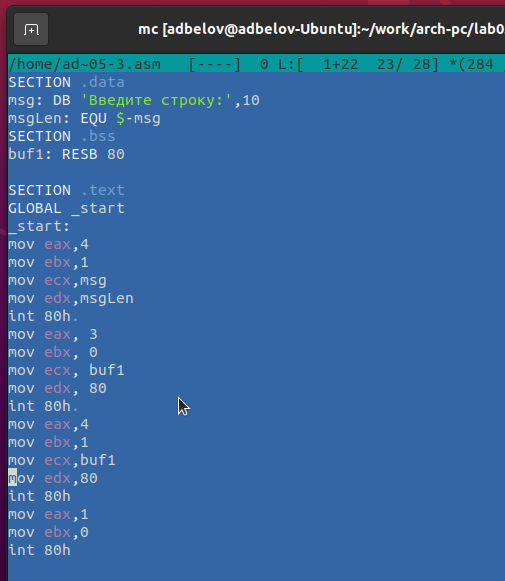 mc [adbelov@adbelov-Ubuntu]:~/work/arch-pc/lab0
/home/ad~05-3.asm [----] 0 L:[ 1+22 23/ 28] *(284
SECTION .data
msg: DB 'Введите строку:',10
msgLen: EQU $-msg
SECTION .bss
buf1: RESB 80
SECTION .text
GLOBAL _start
_start:
mov eax,4
mov ebx,1
mov ecx,msg
mov edx,msgLen
int 80h.
mov eax, 3
mov ebx, 0
mov ecx, buf1
mov edx, 80
int 80h.
mov eax,4
mov ebx,1
mov ecx,buf1
mov edx,80
int 80h
mov eax,1
mov ebx,0
int 80h